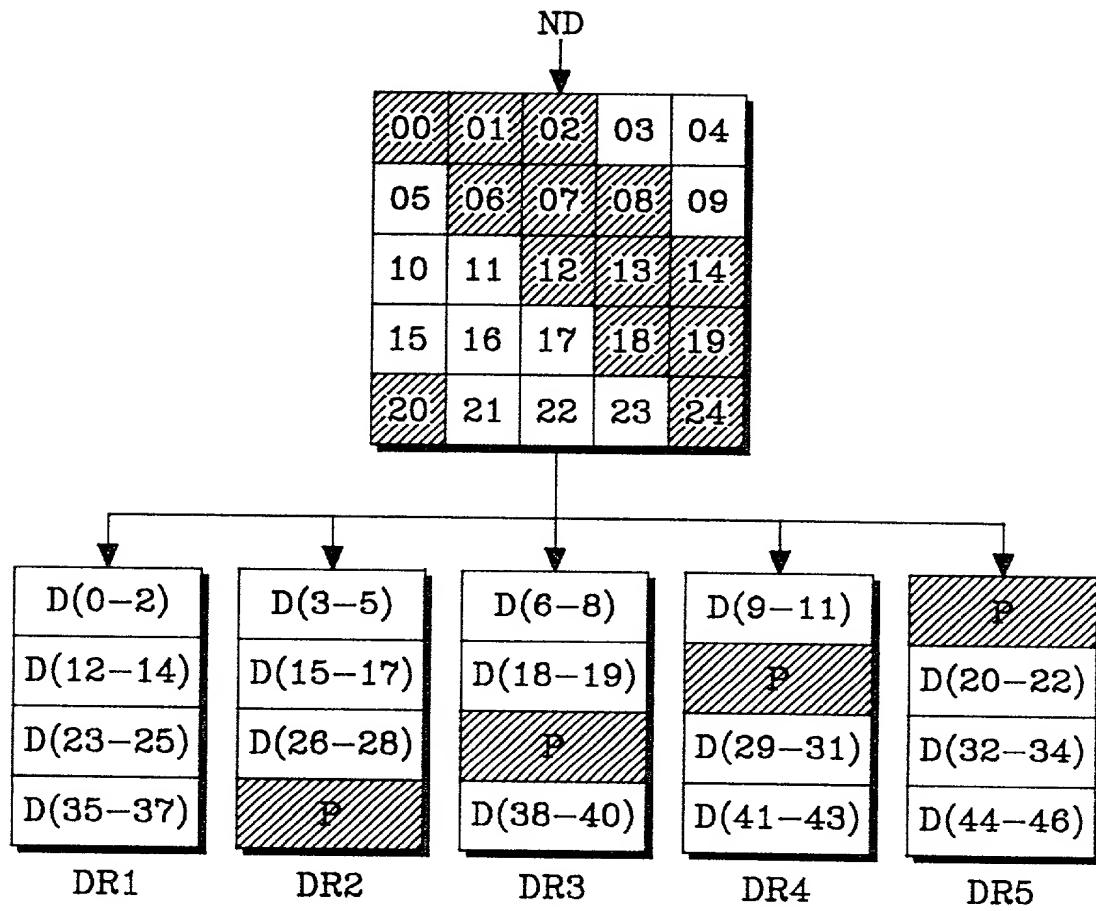 ND
00 01 02 03 04
05 06 07 08 09
10 11 12 13 14
15 16 17 18 19
20 21 22 23 24
D(0-2) D(3-5) D(6-8) D(9-11) P
D(12-14) D(15-17) D(18-19) P D(20-22)
D(23-25) D(26-28) P D(29-31) D(32-34)
D(35-37) P D(38-40) D(41-43) D(44-46)
DR1 DR2 DR3 DR4 DR5